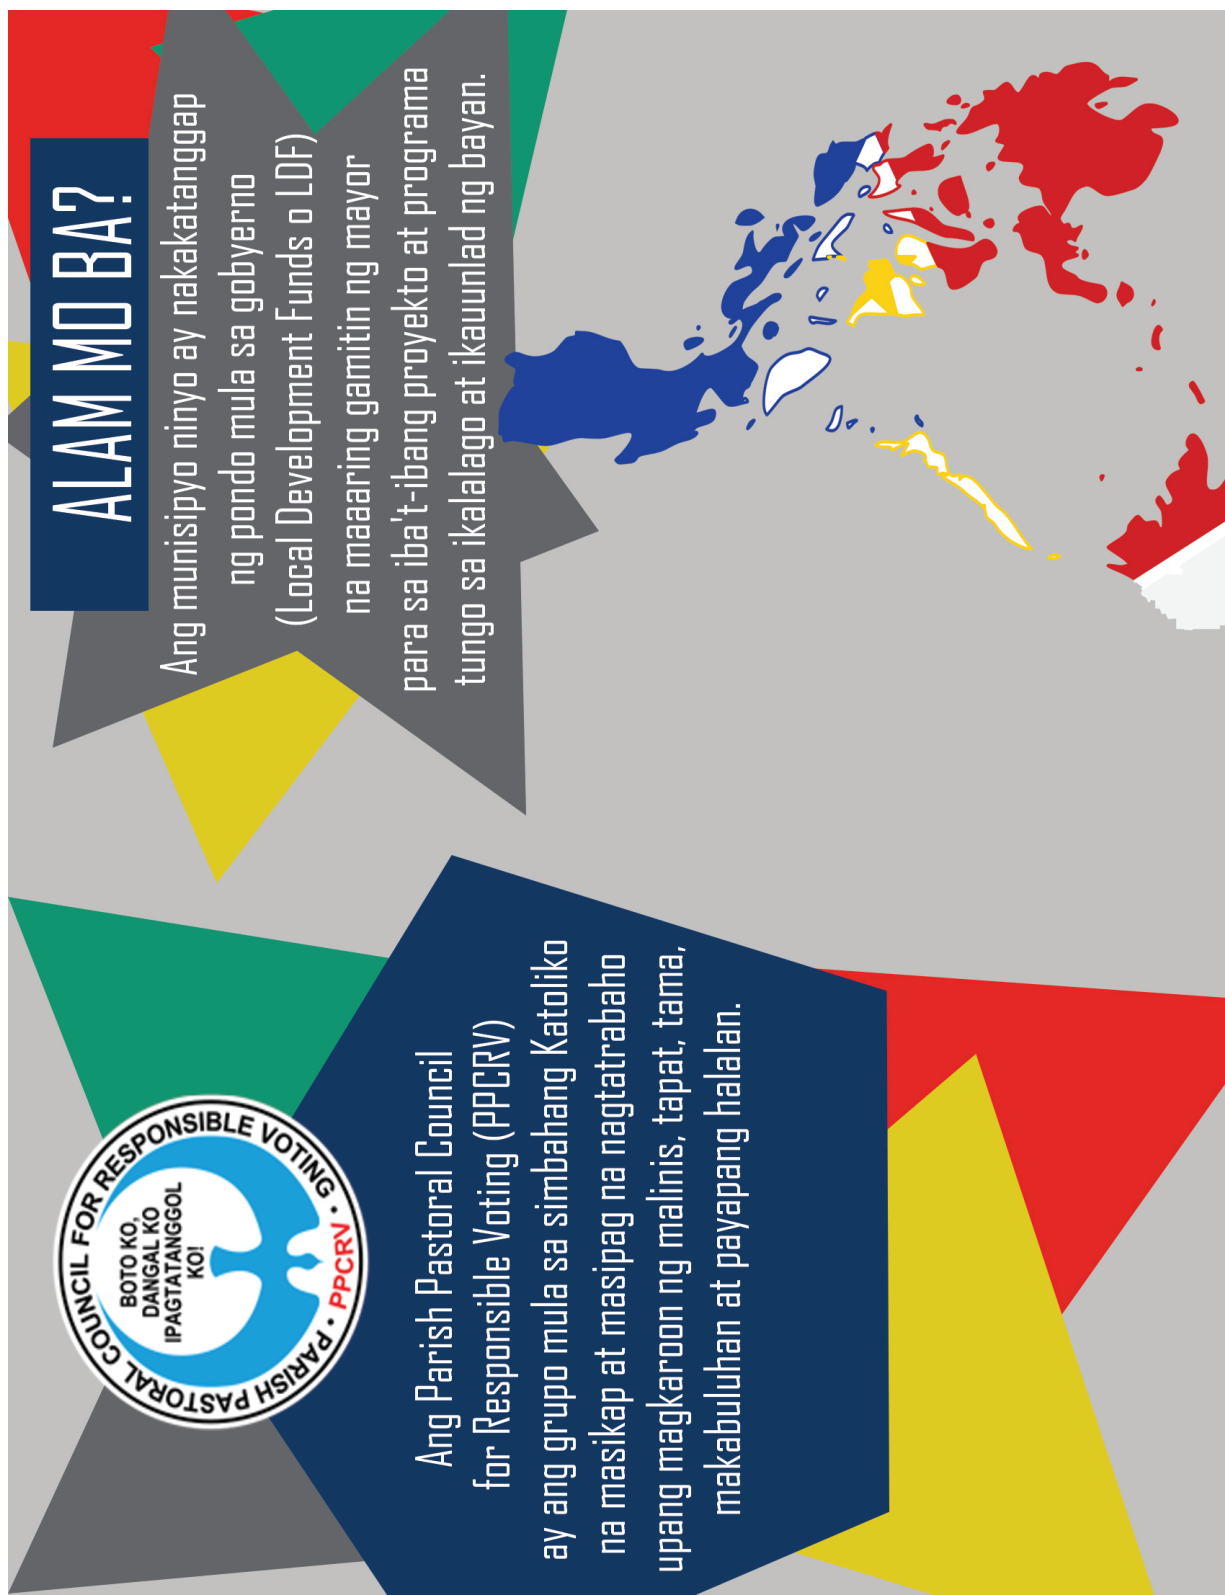 • PARISH PASTORAL COUNCIL FOR RESPONSIBLE VOTING •
PPCRV
BOTO KO,
DANGAL KO
IPAGTATANGGOL
KO!
Ang Parish Pastoral Council
for Responsible Voting (PPCRV)
ay ang grupo mula sa simbahang Katoliko
na masikap at masipag na nagtatrabaho
upang magkaroon ng malinis, tapat, tama,
makabuluhan at payapang halalan.
ALAM MO BA?
Ang munisipyo ninyo ay nakakatanggap
ng pondo mula sa gobyerno
(Local Development Funds o LDF)
na maaaring gamitin ng mayor
para sa iba't-ibang proyekto at programa
tungo sa ikalalago at ikauunlad ng bayan.